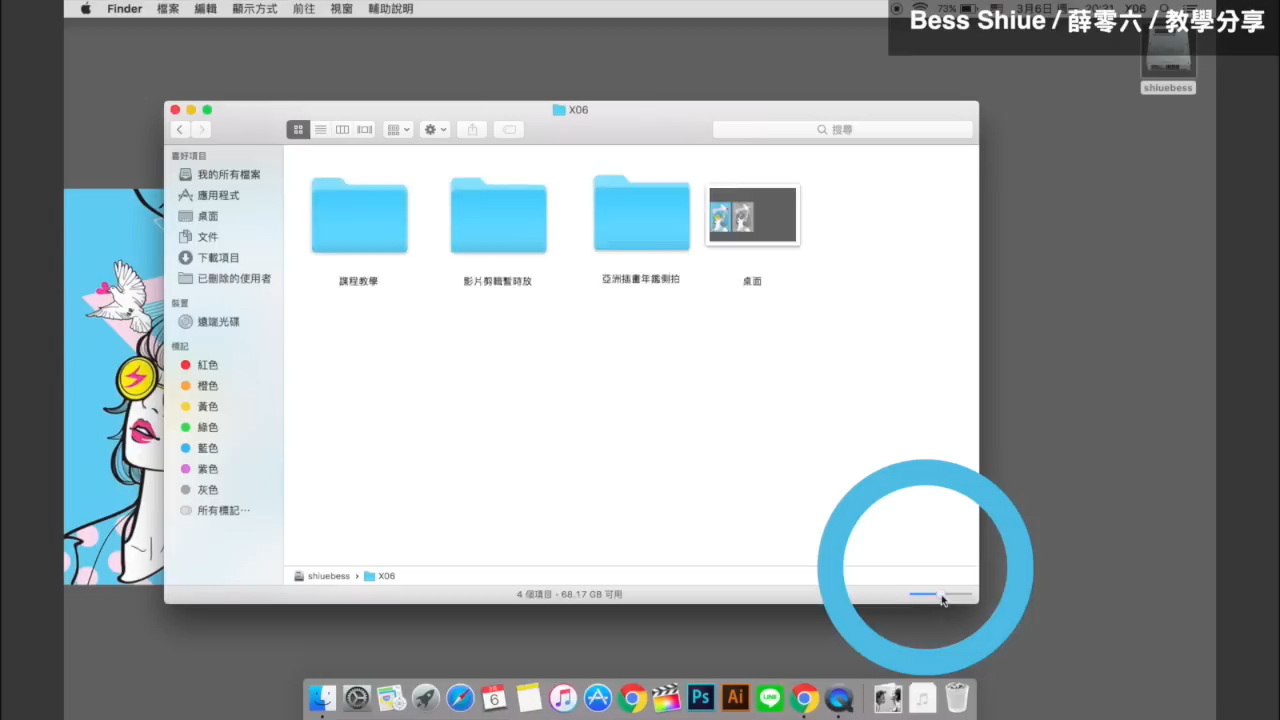 Finder 檔案 編輯 顯示方式 前往 視窗 輔助說明
73% X06
Bess Shiue / 薛零六 / 教學分享
shiuebess
X06
搜尋
喜好項目
我的所有檔案
應用程式
桌面
文件
下載項目
已刪除的使用者
裝置
遠端光碟
標記
紅色
橙色
黃色
綠色
藍色
紫色
灰色
所有標記⋯
課程教學
影片剪輯暫時放
亞洲插畫年鑑側拍
桌面
shiuebess › X06
4 個項目，68.17 GB 可用
6
Ps
Ai
LINE